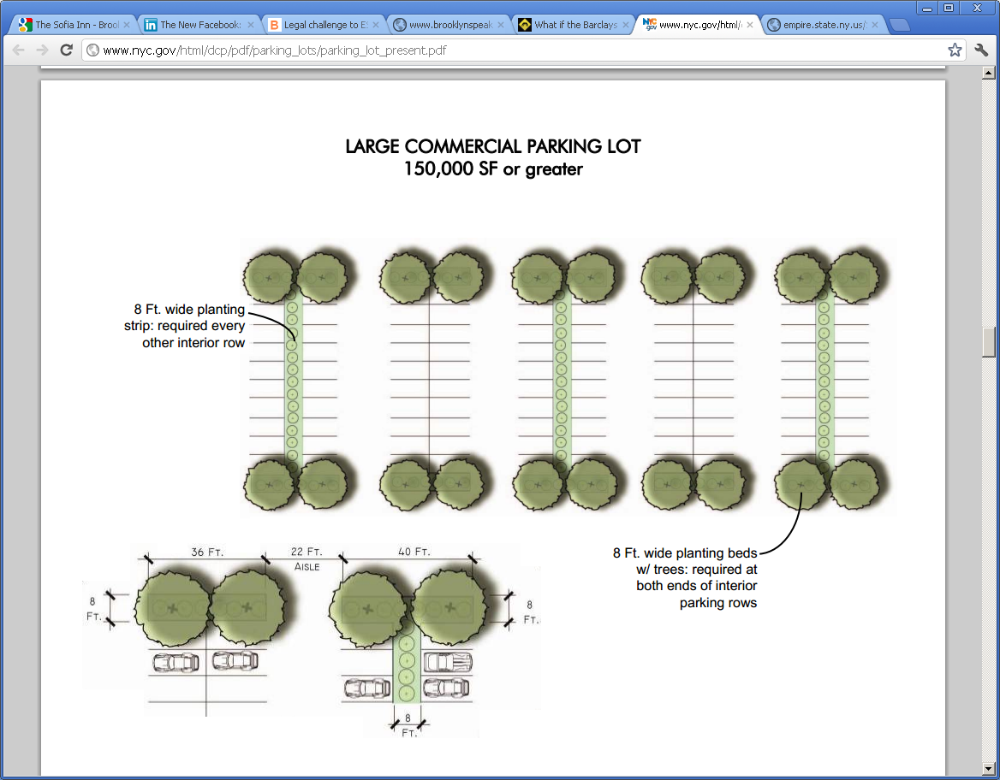 The Sofia Inn - Broo
The New Facebook:
Legal challenge to ES
www.brooklynspeak
What if the Barclays
www.nyc.gov/html/
empire.state.ny.us/
www.nyc.gov/html/dcp/pdf/parking_lots/parking_lot_present.pdf
LARGE COMMERCIAL PARKING LOT
150,000 SF or greater
8 Ft. wide planting
strip: required every
other interior row
8 Ft. wide planting beds
w/ trees: required at
both ends of interior
parking rows
36 FT.
22 FT.
AISLE
40 FT.
8
FT.
8
FT.
8
FT.